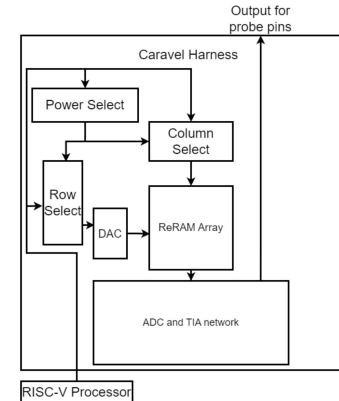 Output for
probe pins
Caravel Harness
Power Select
Column
Select
Row
Select
DAC
ReRAM Array
ADC and TIA network
RISC-V Processor